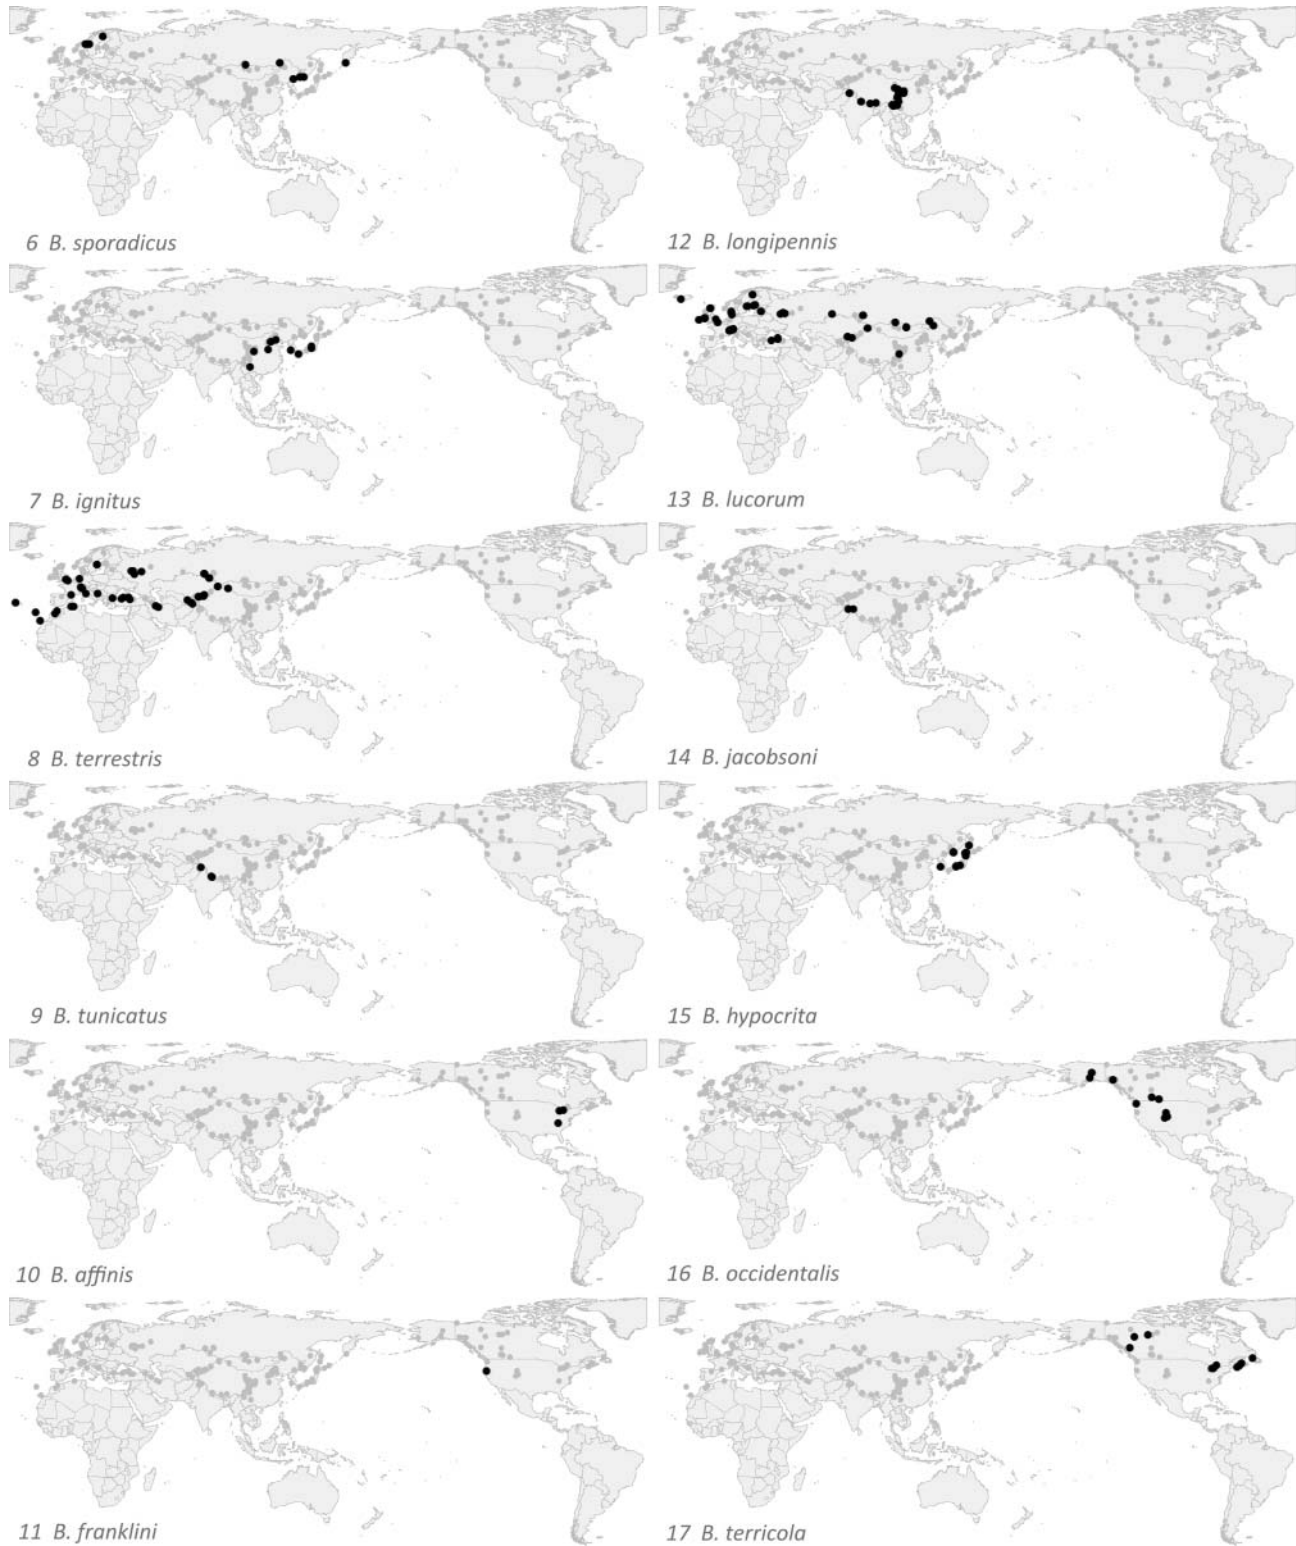 6 B. sporadicus
12 B. longipennis
7 B. ignitus
13 B. lucorum
8 B. terrestris
14 B. jacobsoni
9 B. tunicatus
15 B. hypocrita
10 B. affinis
16 B. occidentalis
11 B. franklini
17 B. terricola